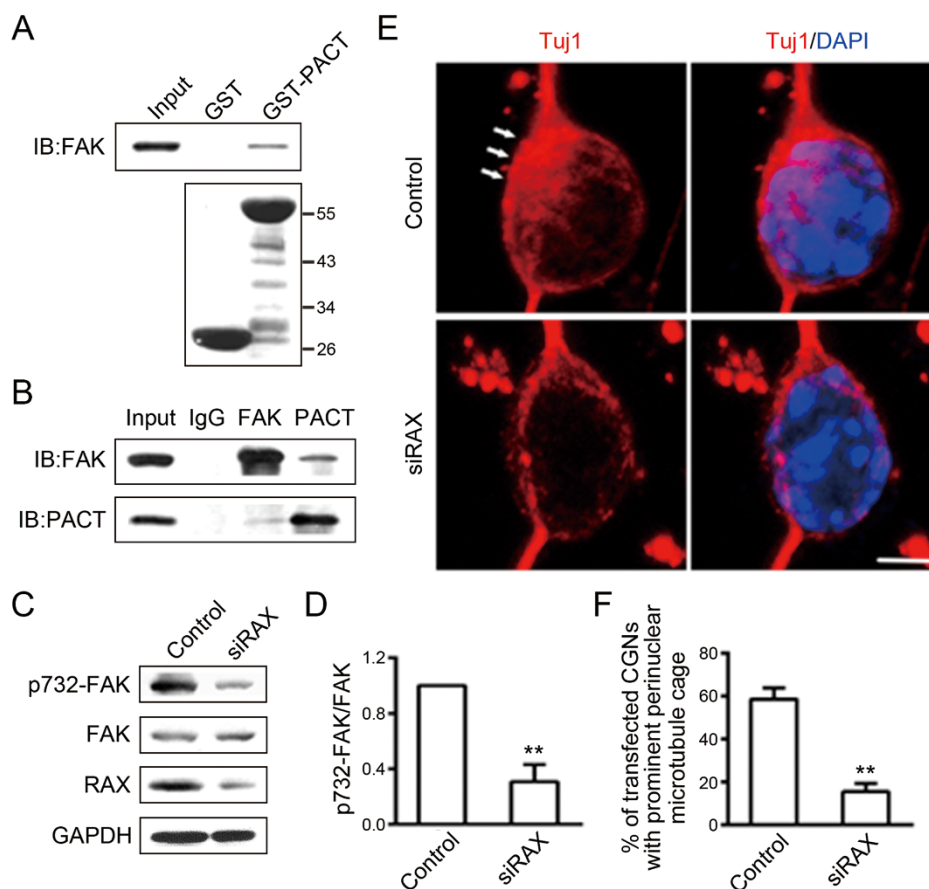 A
Input GST GST-PACT
IB:FAK
55
43
34
26
B
Input IgG FAK PACT
IB:FAK
IB:PACT
C
Control siRAX
p732-FAK
FAK
RAX
GAPDH
D
p732-FAK/FAK
1.2
0.8
0.4
0.0
**
Control siRAX
E
Tuj1 Tuj1/DAPI
Control
siRAX
F
% of transfected CGNs
with prominent perinuclear
microtubule cage
80
60
40
20
0
**
Control siRAX